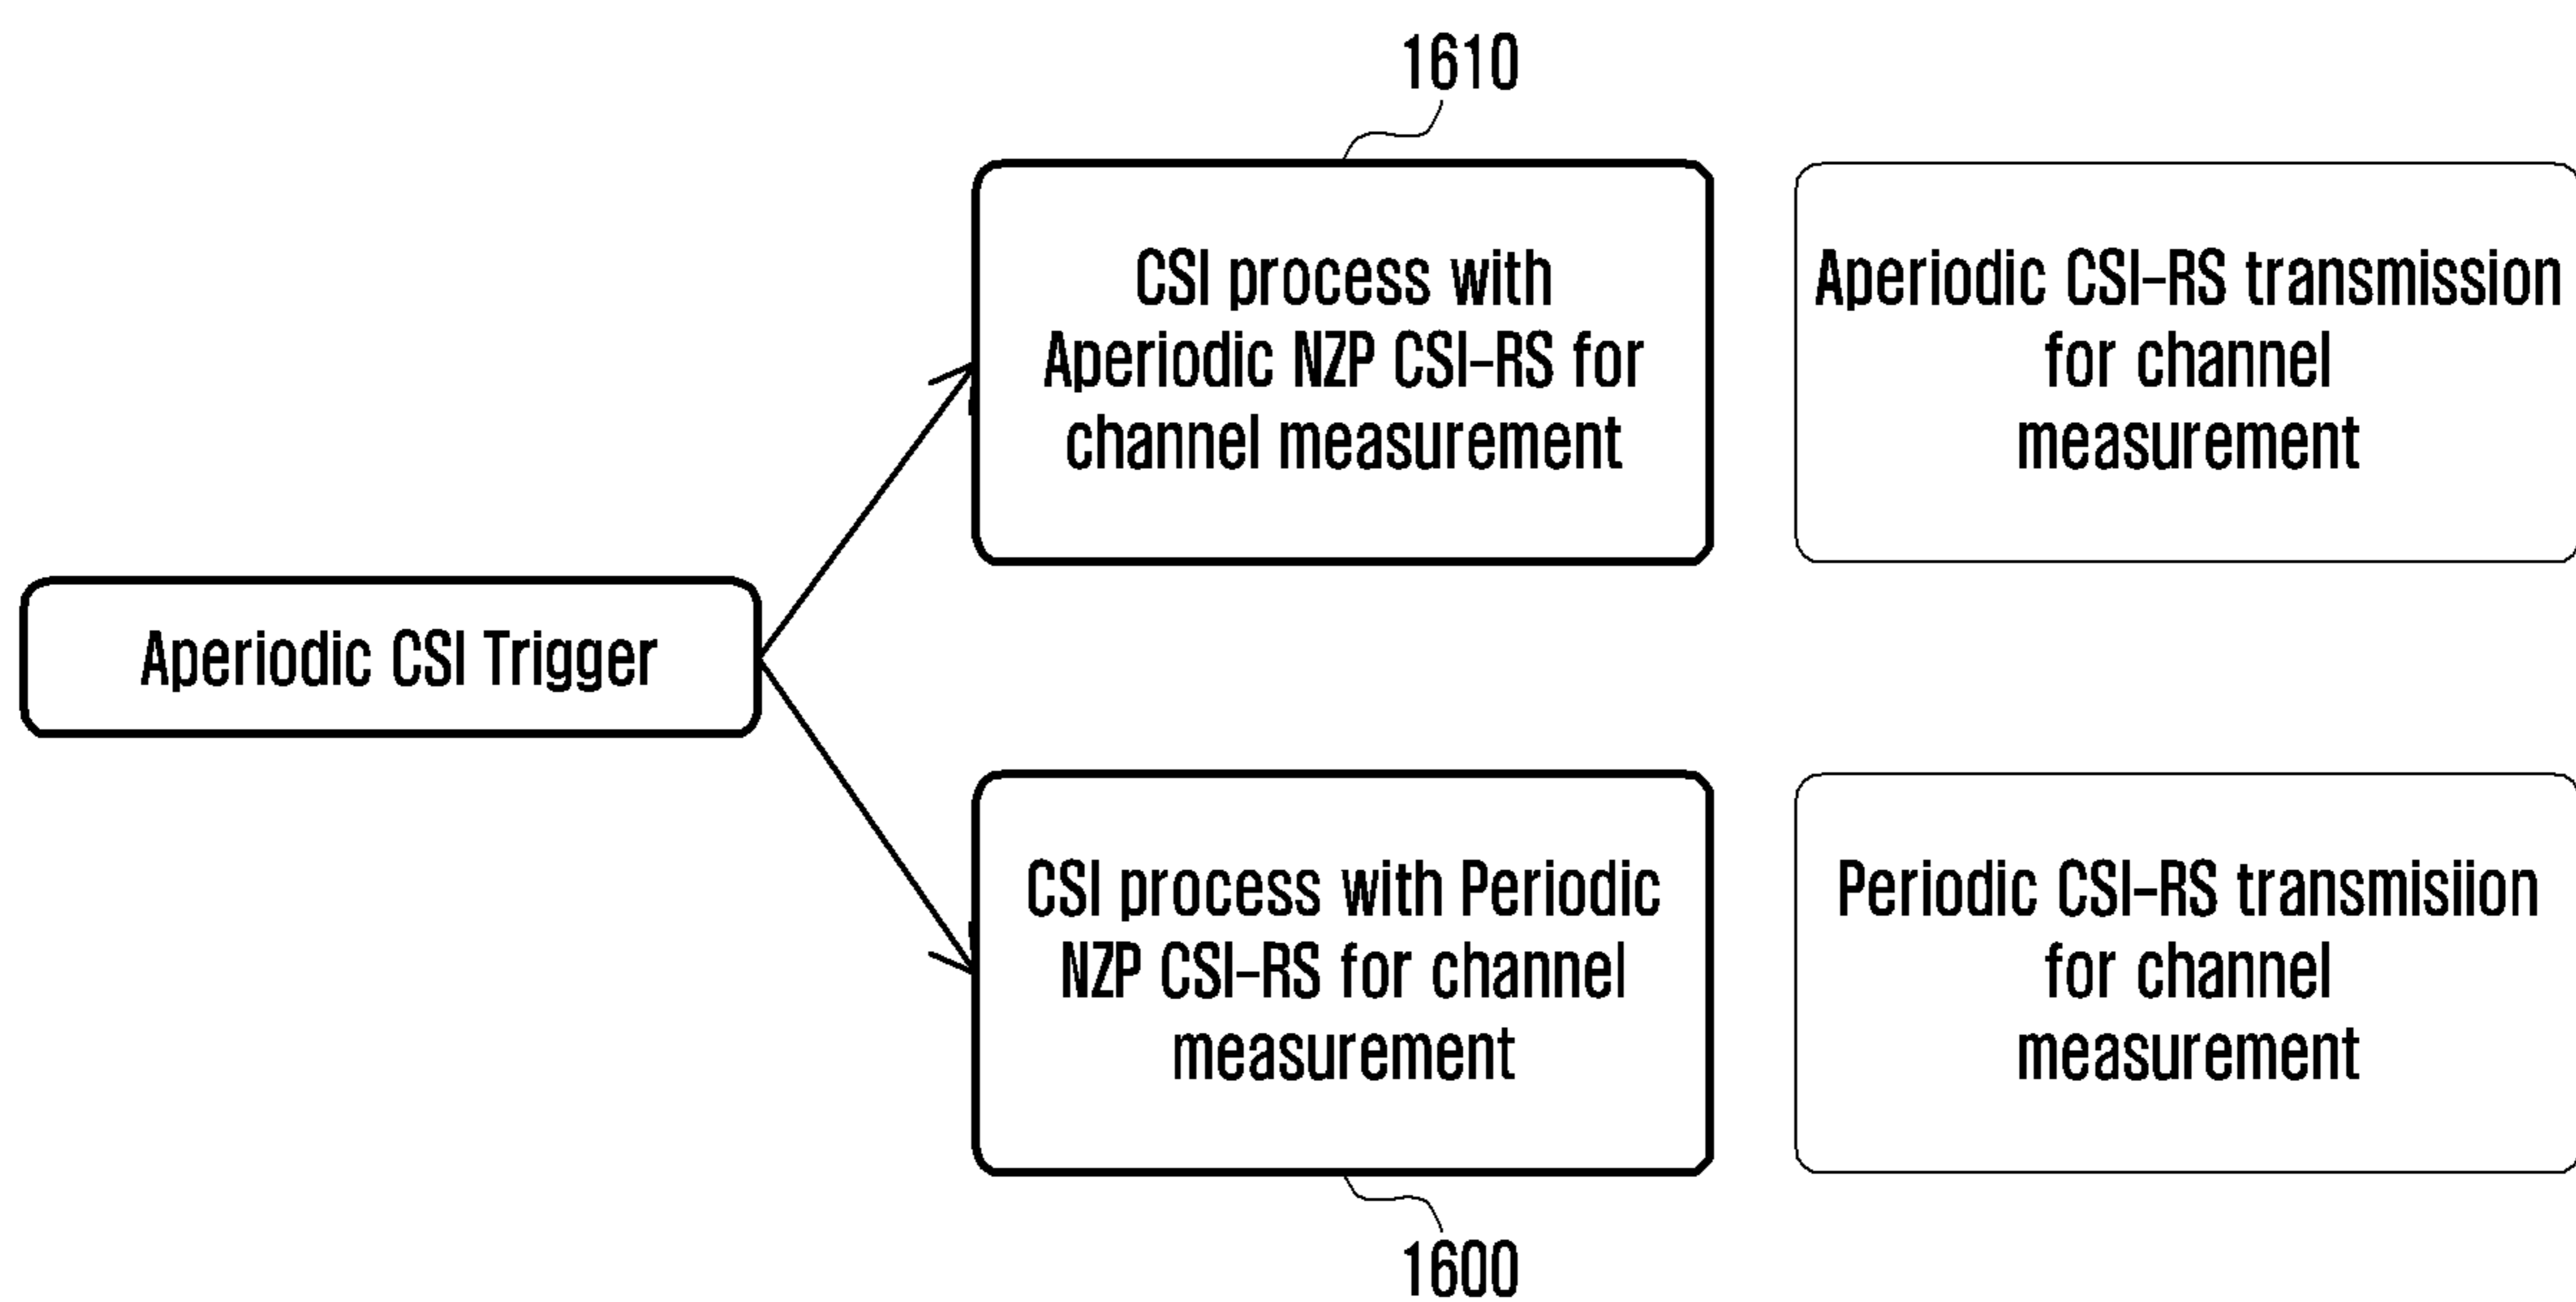 1610
CSI process with
Aperiodic NZP CSI-RS for
channel measurement
Aperiodic CSI-RS transmission
for channel
measurement
Aperiodic CSI Trigger
CSI process with Periodic
NZP CSI-RS for channel
measurement
Periodic CSI-RS transmisiion
for channel
measurement
1600